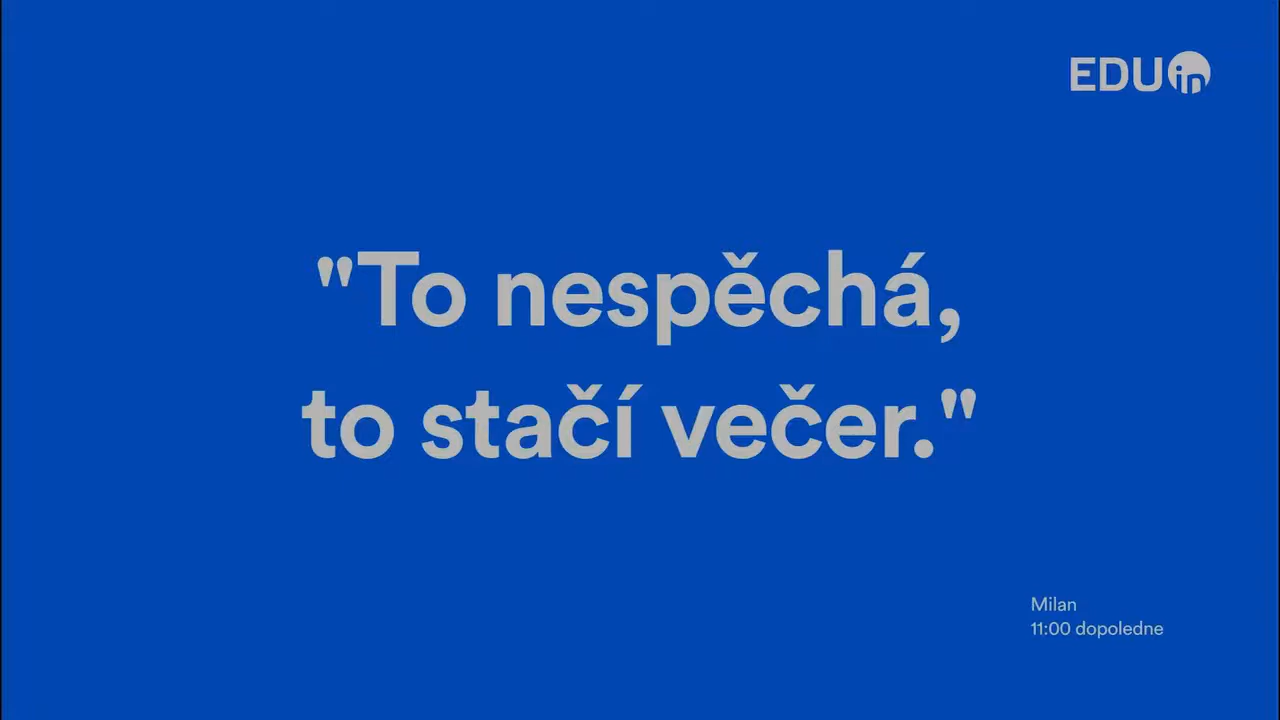 EDUin
"To nespěchá,
to stačí večer."
Milan
11:00 dopoledne